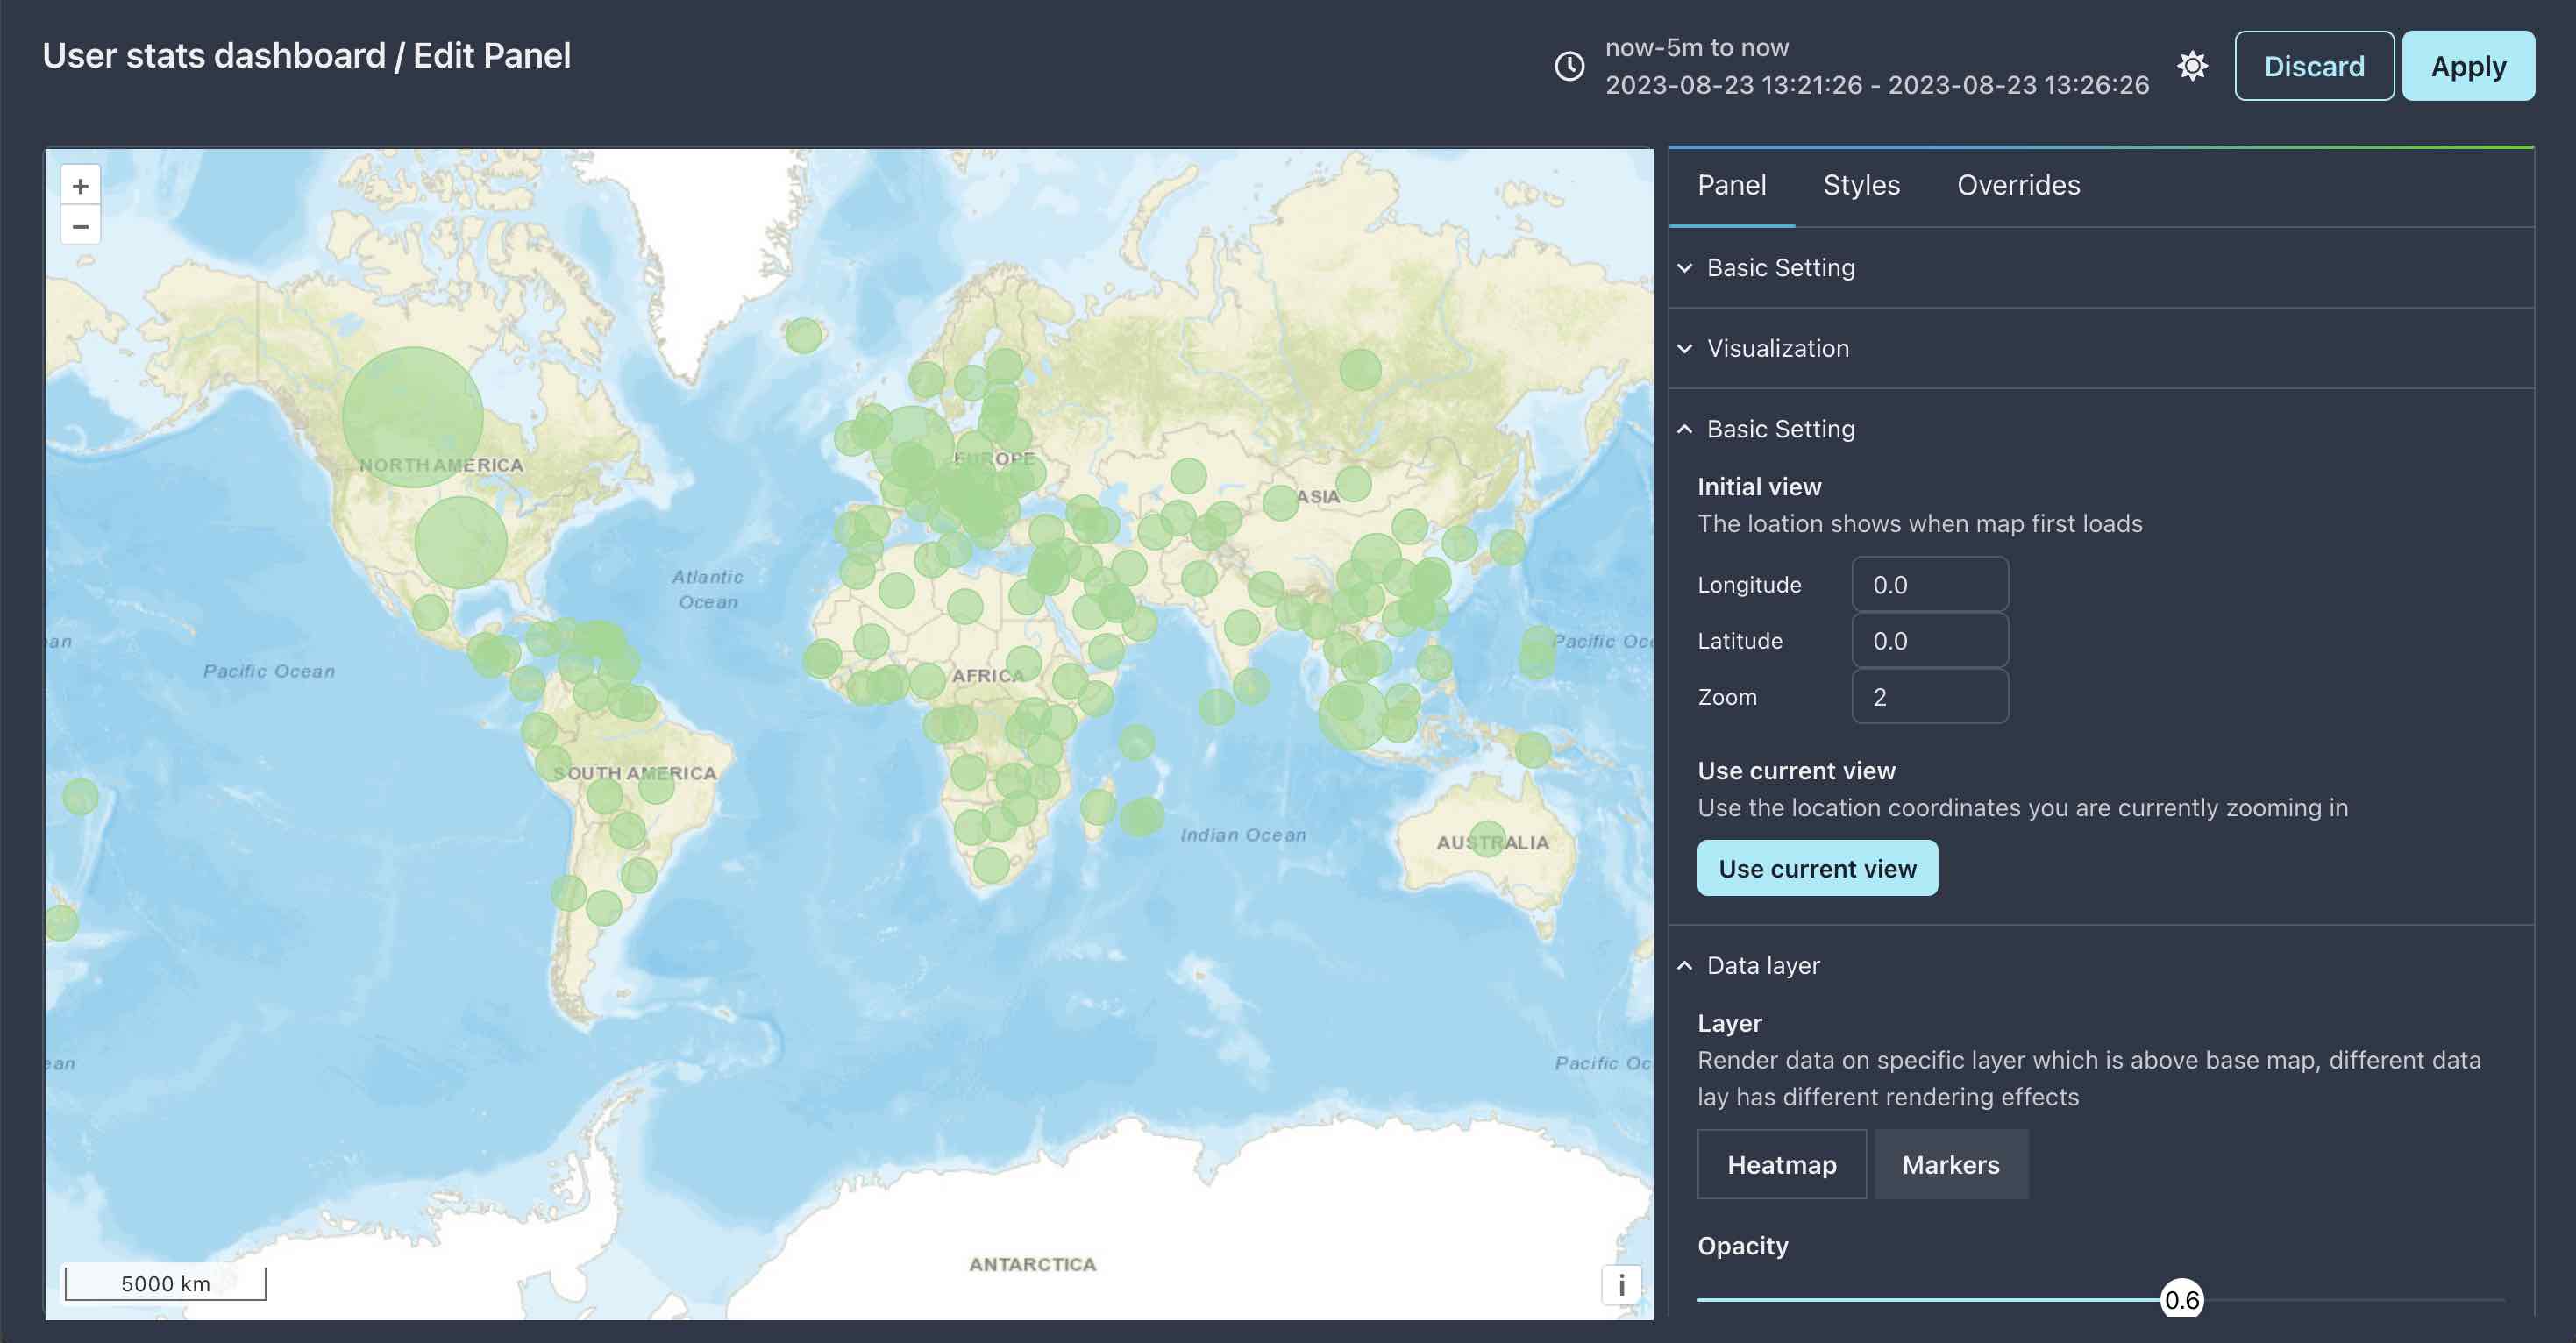 User stats dashboard / Edit Panel
now-5m to now
2023-08-23 13:21:26 - 2023-08-23 13:26:26
Discard
Apply
+
−
NORTH AMERICA
EUROPE
ASIA
Atlantic
Ocean
an
Pacific Ocean
Pacific Oc
AFRICA
SOUTH AMERICA
Indian Ocean
AUSTRALIA
ean
Pacific Oc
ANTARCTICA
5000 km
i
Panel Styles Overrides
Basic Setting
Visualization
Basic Setting
Initial view
The loation shows when map first loads
Longitude 0.0
Latitude 0.0
Zoom 2
Use current view
Use the location coordinates you are currently zooming in
Use current view
Data layer
Layer
Render data on specific layer which is above base map, different data
lay has different rendering effects
Heatmap Markers
Opacity
0.6